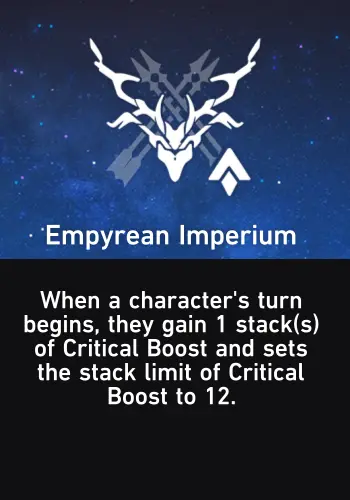 Empyrean Imperium
When a character's turn
begins, they gain 1 stack(s)
of Critical Boost and sets
the stack limit of Critical
Boost to 12.